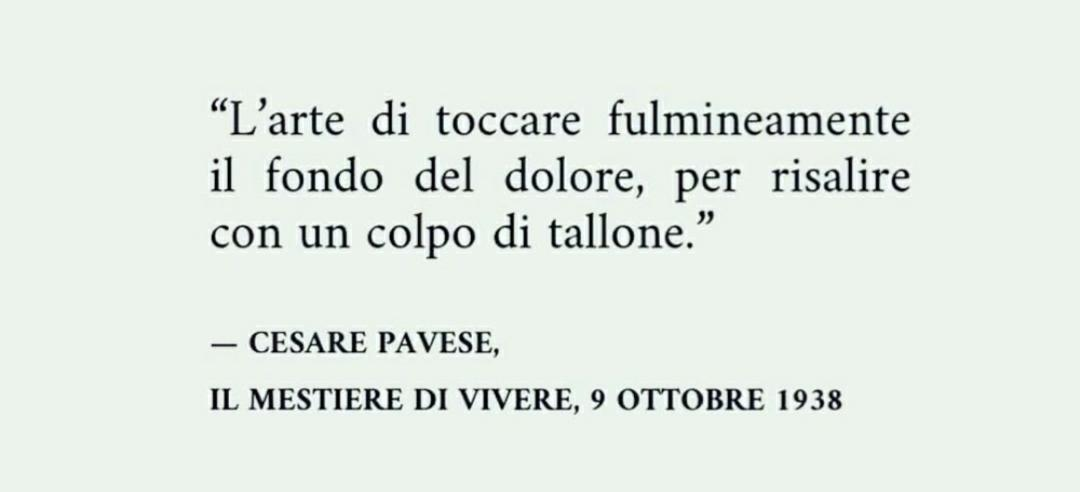 “L’arte di toccare fulmineamente
il fondo del dolore, per risalire
con un colpo di tallone.”
— CESARE PAVESE,
IL MESTIERE DI VIVERE, 9 OTTOBRE 1938